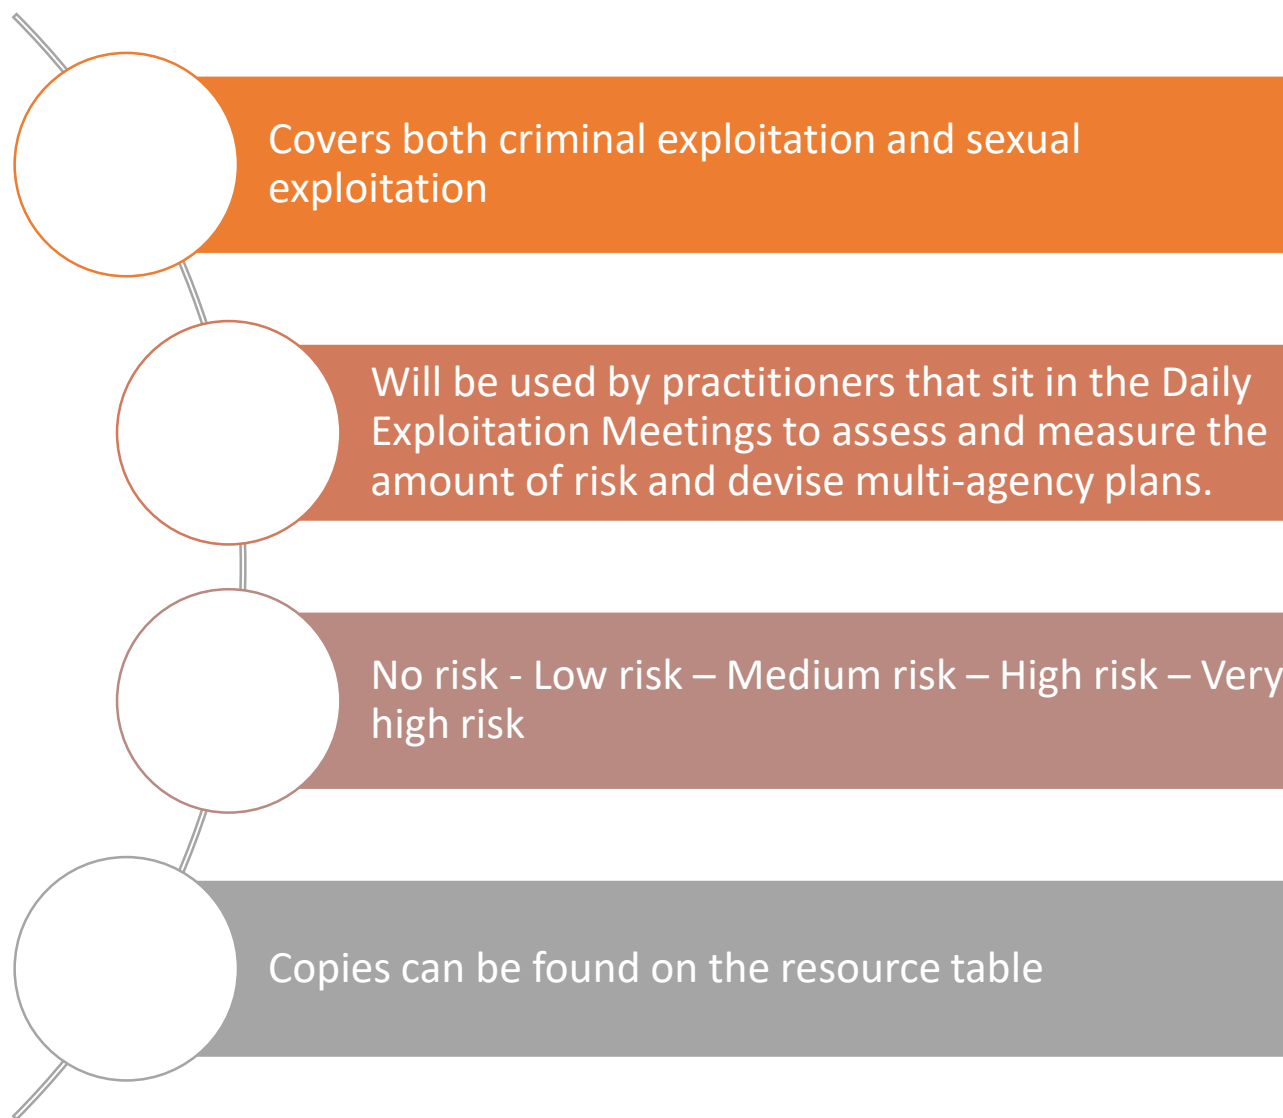 Covers both criminal exploitation and sexual
exploitation
Will be used by practitioners that sit in the Daily
Exploitation Meetings to assess and measure the
amount of risk and devise multi-agency plans.
No risk - Low risk – Medium risk – High risk – Very
high risk
Copies can be found on the resource table